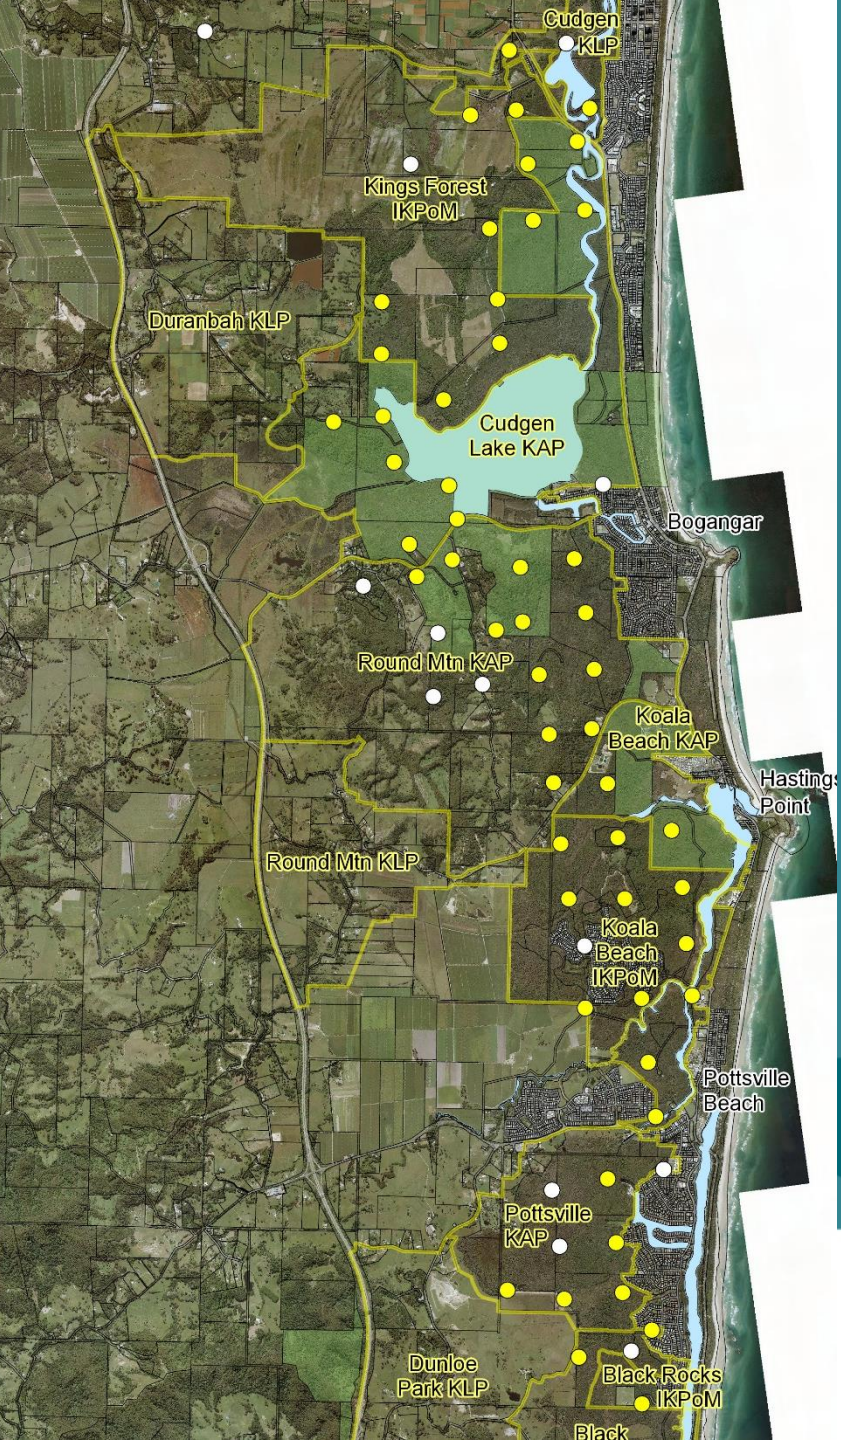 Cudgen
KLP
Kings Forest
IKPoM
Duranbah KLP
Cudgen
Lake KAP
Bogangar
Round Mtn KAP
Koala
Beach KAP
Hastings
Point
Round Mtn KLP
Koala
Beach
IKPoM
Pottsville
Beach
Pottsville
KAP
Dunloe
Park KLP
Black Rocks
IKPoM
Black